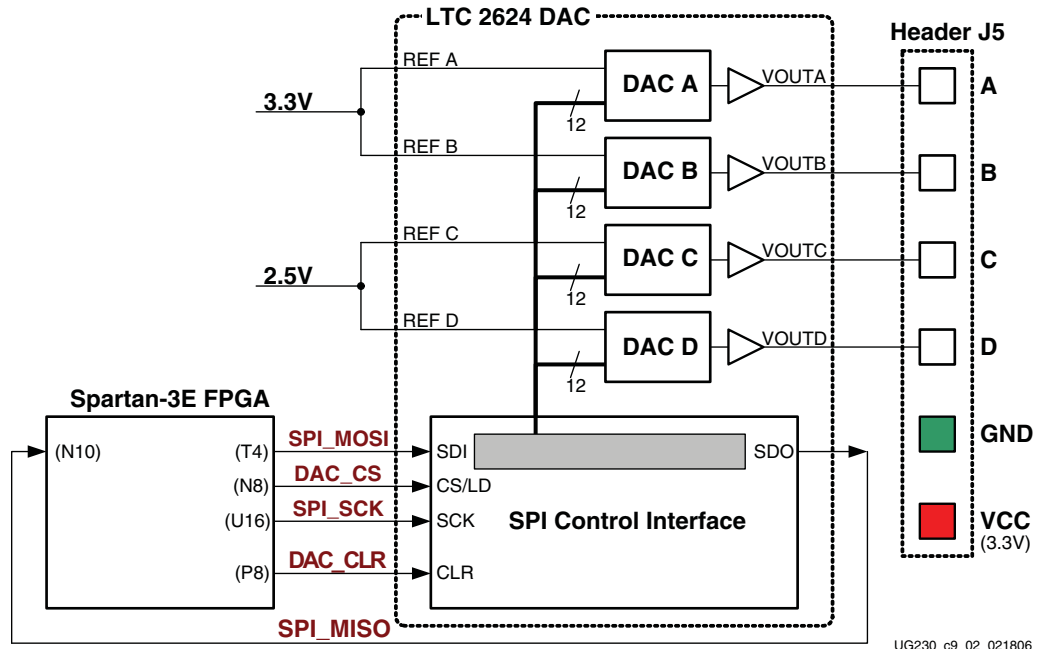 LTC 2624 DAC
Header J5
REF A
DAC A
VOUTA
A
3.3V
12
REF B
DAC B
VOUTB
B
12
REF C
DAC C
VOUTC
C
2.5V
12
REF D
DAC D
VOUTD
D
12
Spartan-3E FPGA
GND
(N10)
(T4)
SPI_MOSI
SDI
SDO
(N8)
DAC_CS
CS/LD
(U16)
SPI_SCK
SCK
SPI Control Interface
VCC
(3.3V)
(P8)
DAC_CLR
CLR
SPI_MISO
UG230_c9_02_021806